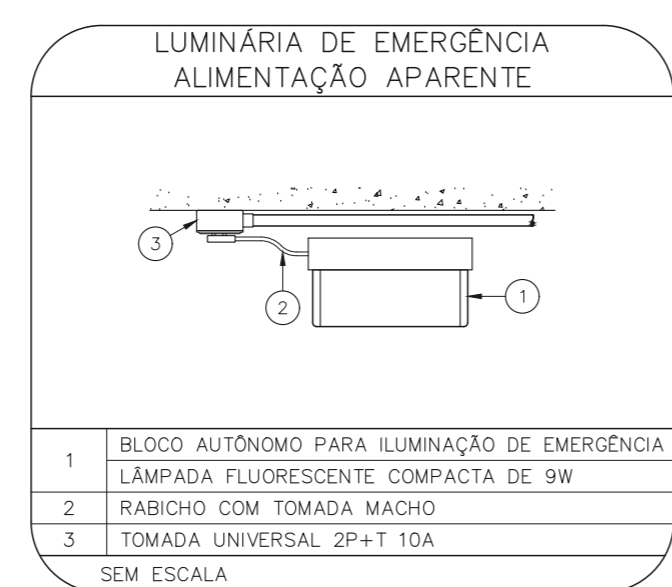 LUMINÁRIA DE EMERGÊNCIA
ALIMENTAÇÃO APARENTE
3
2
1
1
BLOCO AUTÔNOMO PARA ILUMINAÇÃO DE EMERGÊNCIA
LÂMPADA FLUORESCENTE COMPACTA DE 9W
2 RABICHO COM TOMADA MACHO
3 TOMADA UNIVERSAL 2P+T 10A
SEM ESCALA